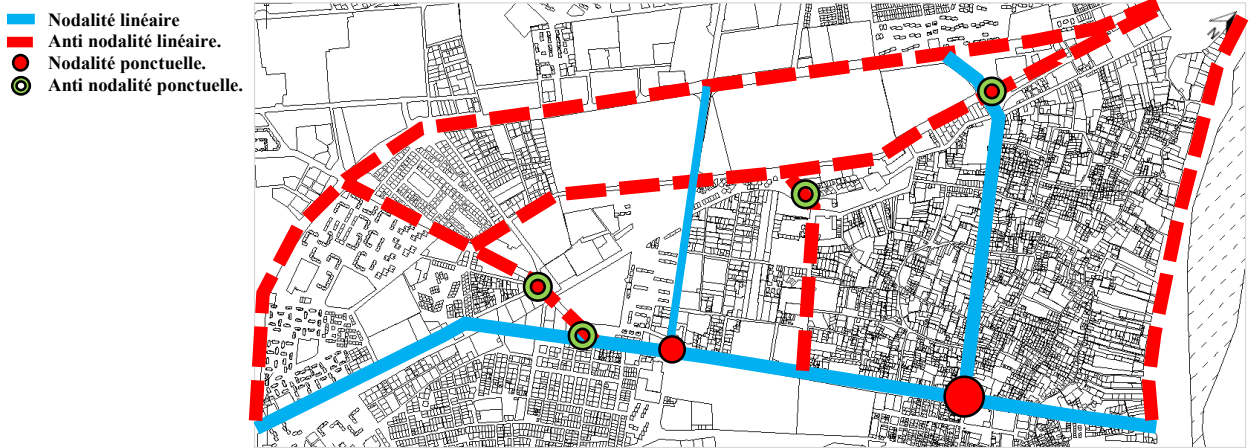 Nodalité linéaire
Anti nodalité linéaire.
Nodalité ponctuelle.
Anti nodalité ponctuelle.
N